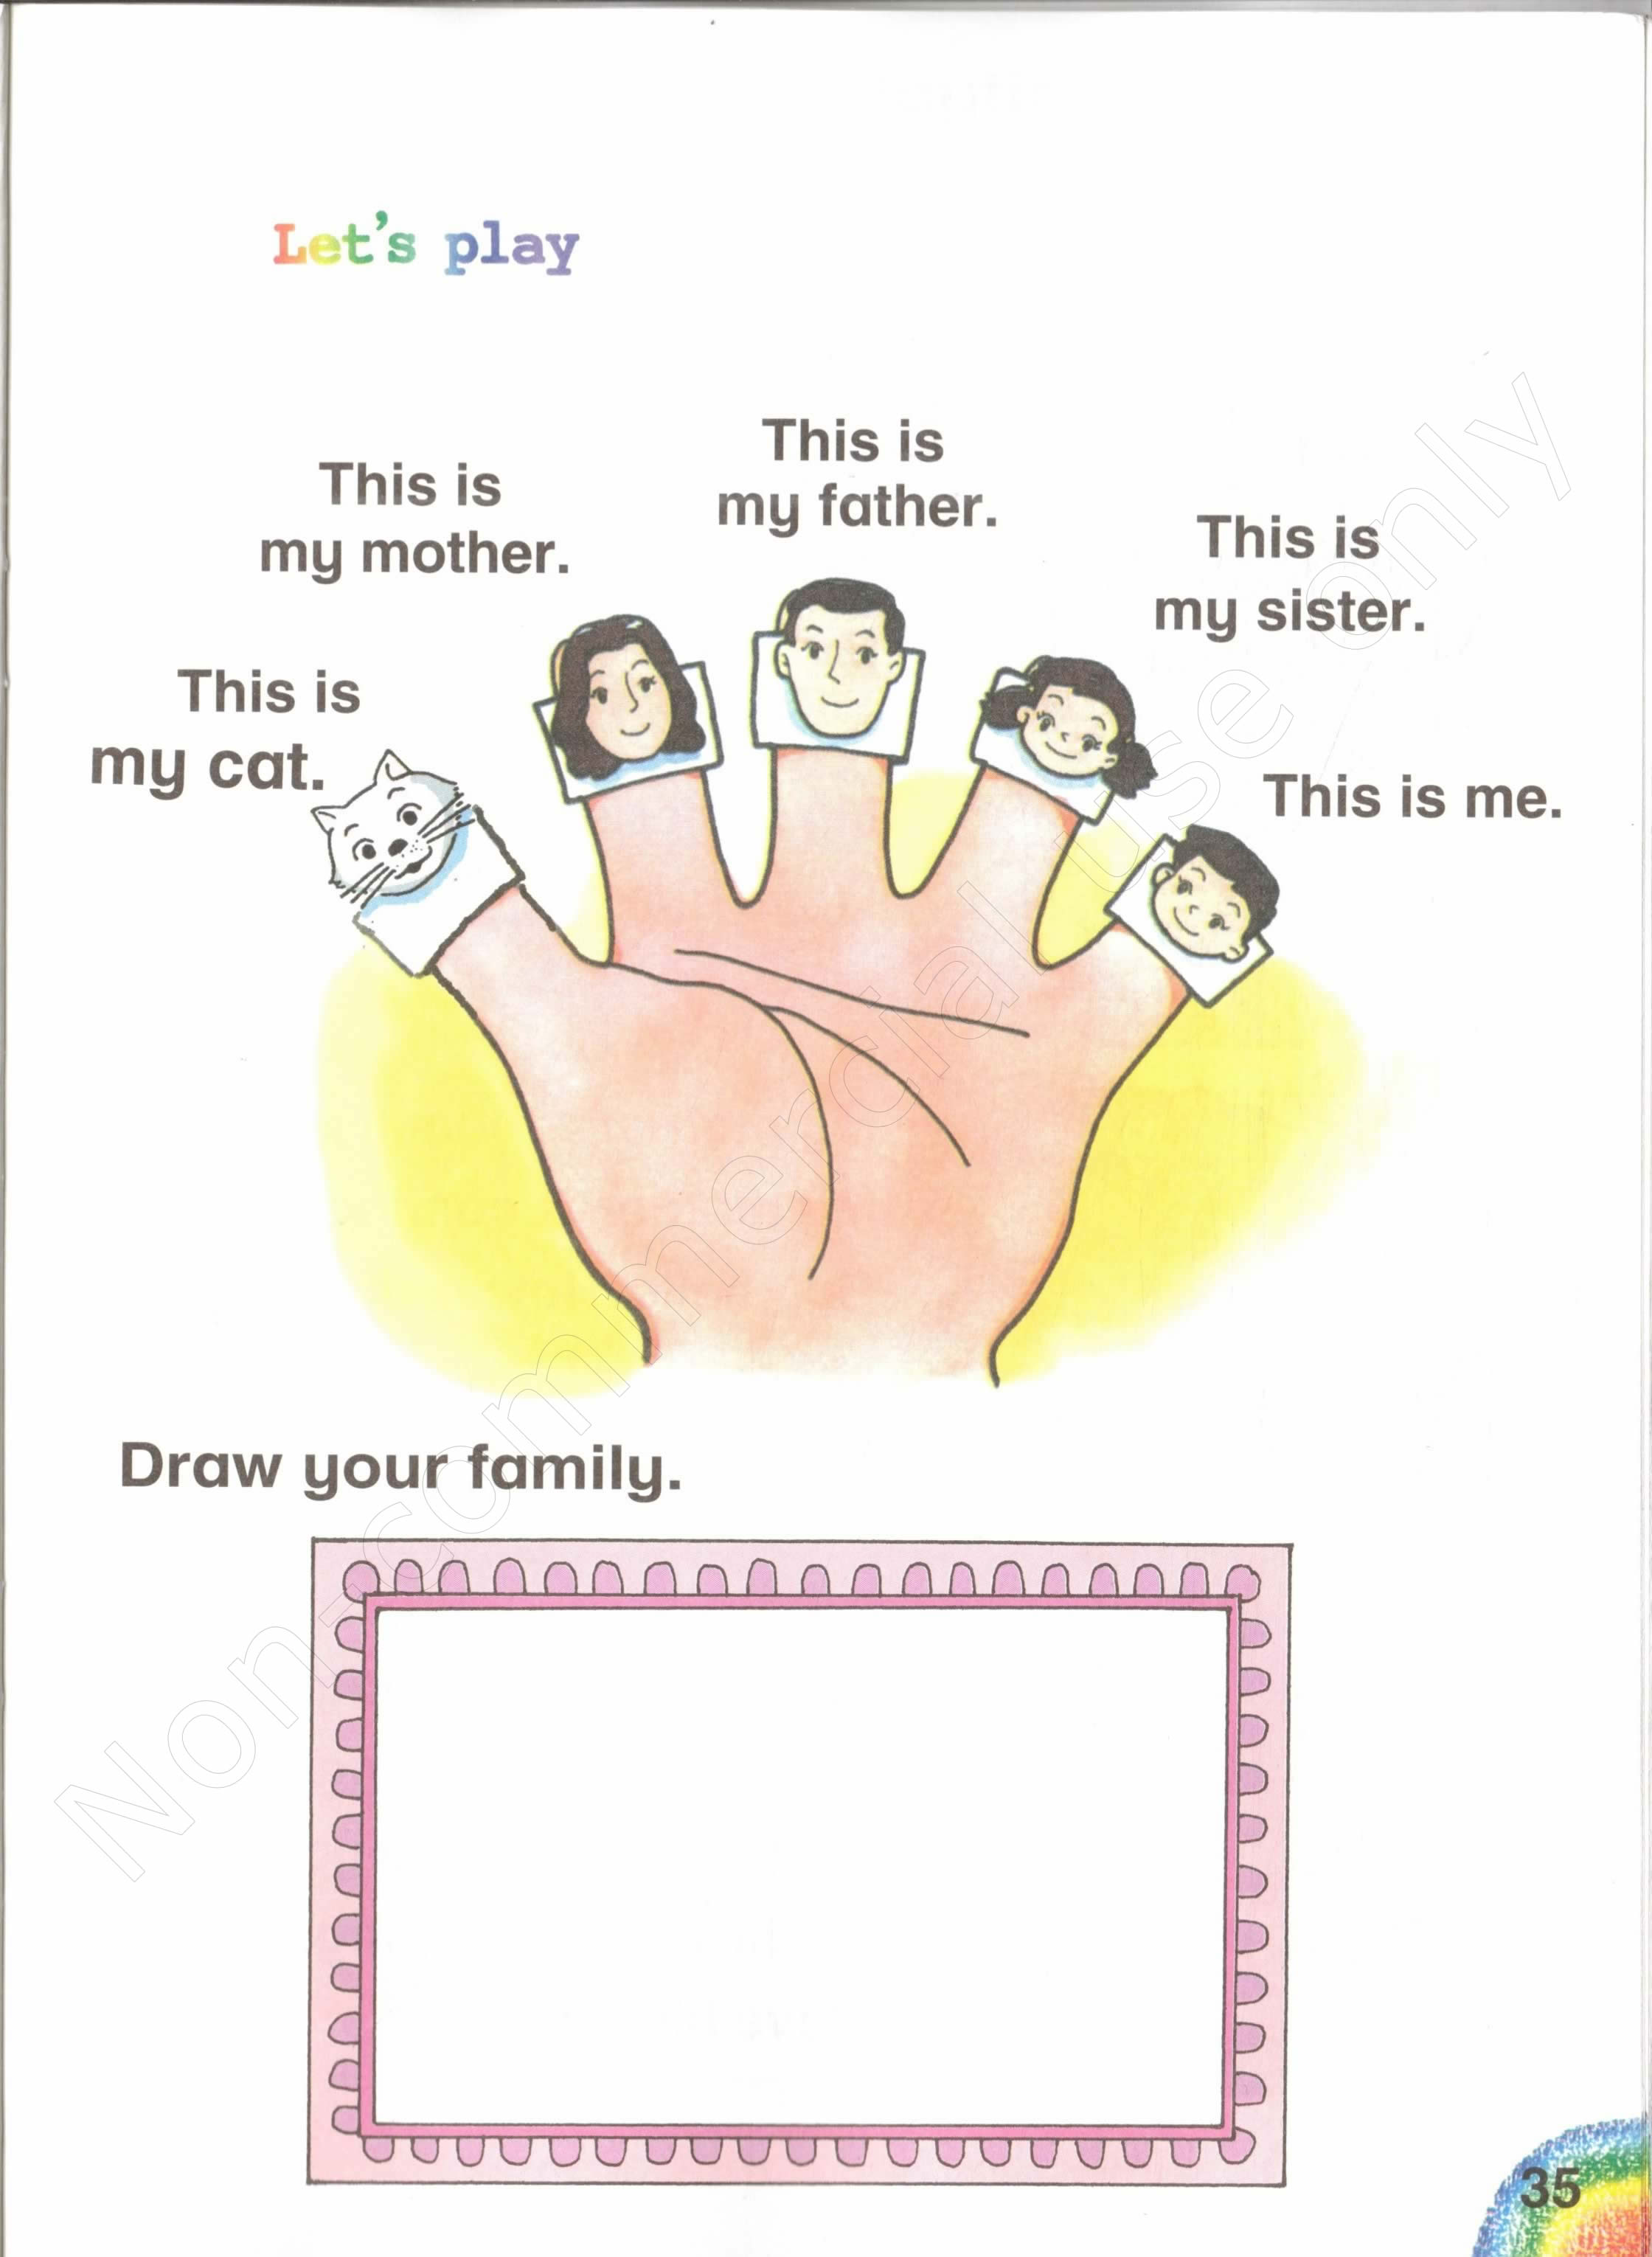 Let's play
This is
my father.
This is
my mother.
This is
my sister.
This is
my cat.
This is me.
Draw your family.
35
Non-commercial use only